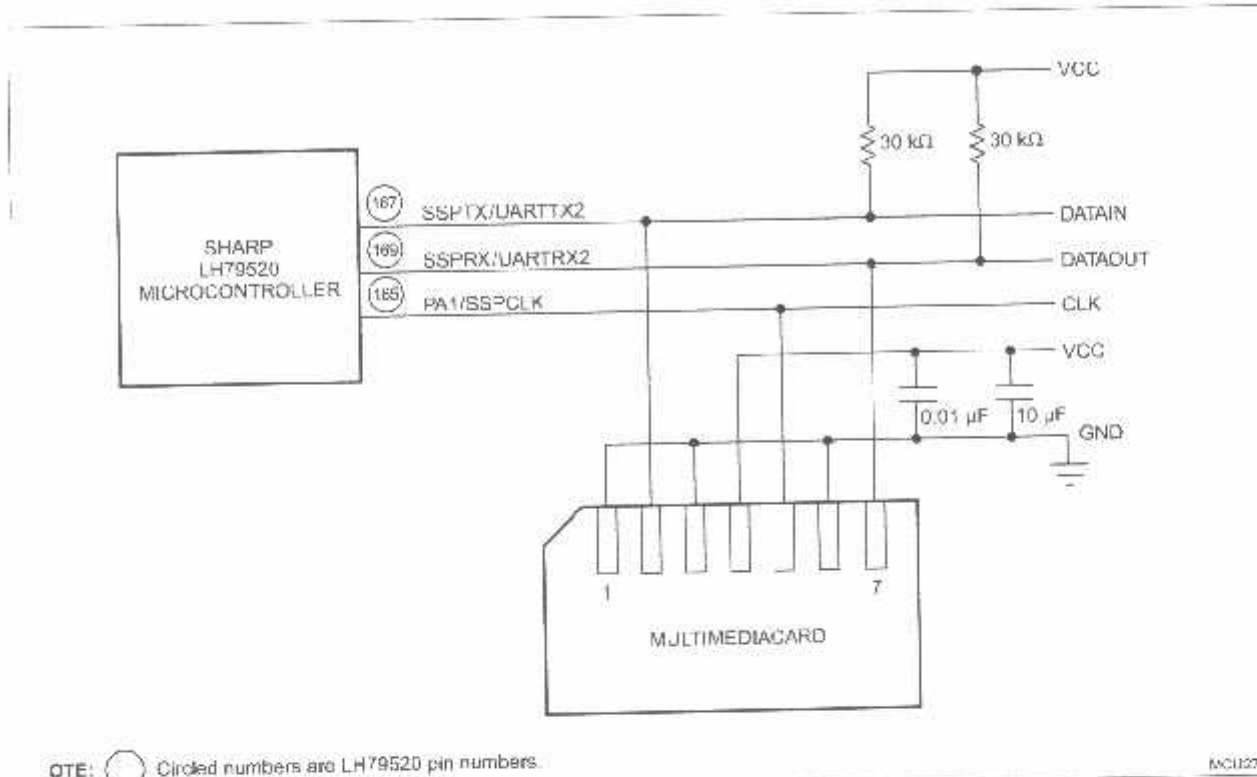 VCC
30 kΩ
30 kΩ
167
SSPTX/UARTTX2
DATAIN
SHARP
LH79520
MICROCONTROLLER
169
SSPRX/UARTRX2
DATAOUT
165
PA1/SSPCLK
CLK
VCC
0.01 µF
10 µF
GND
1
7
MULTIMEDIACARD
OTE: Circled numbers are LH79520 pin numbers.